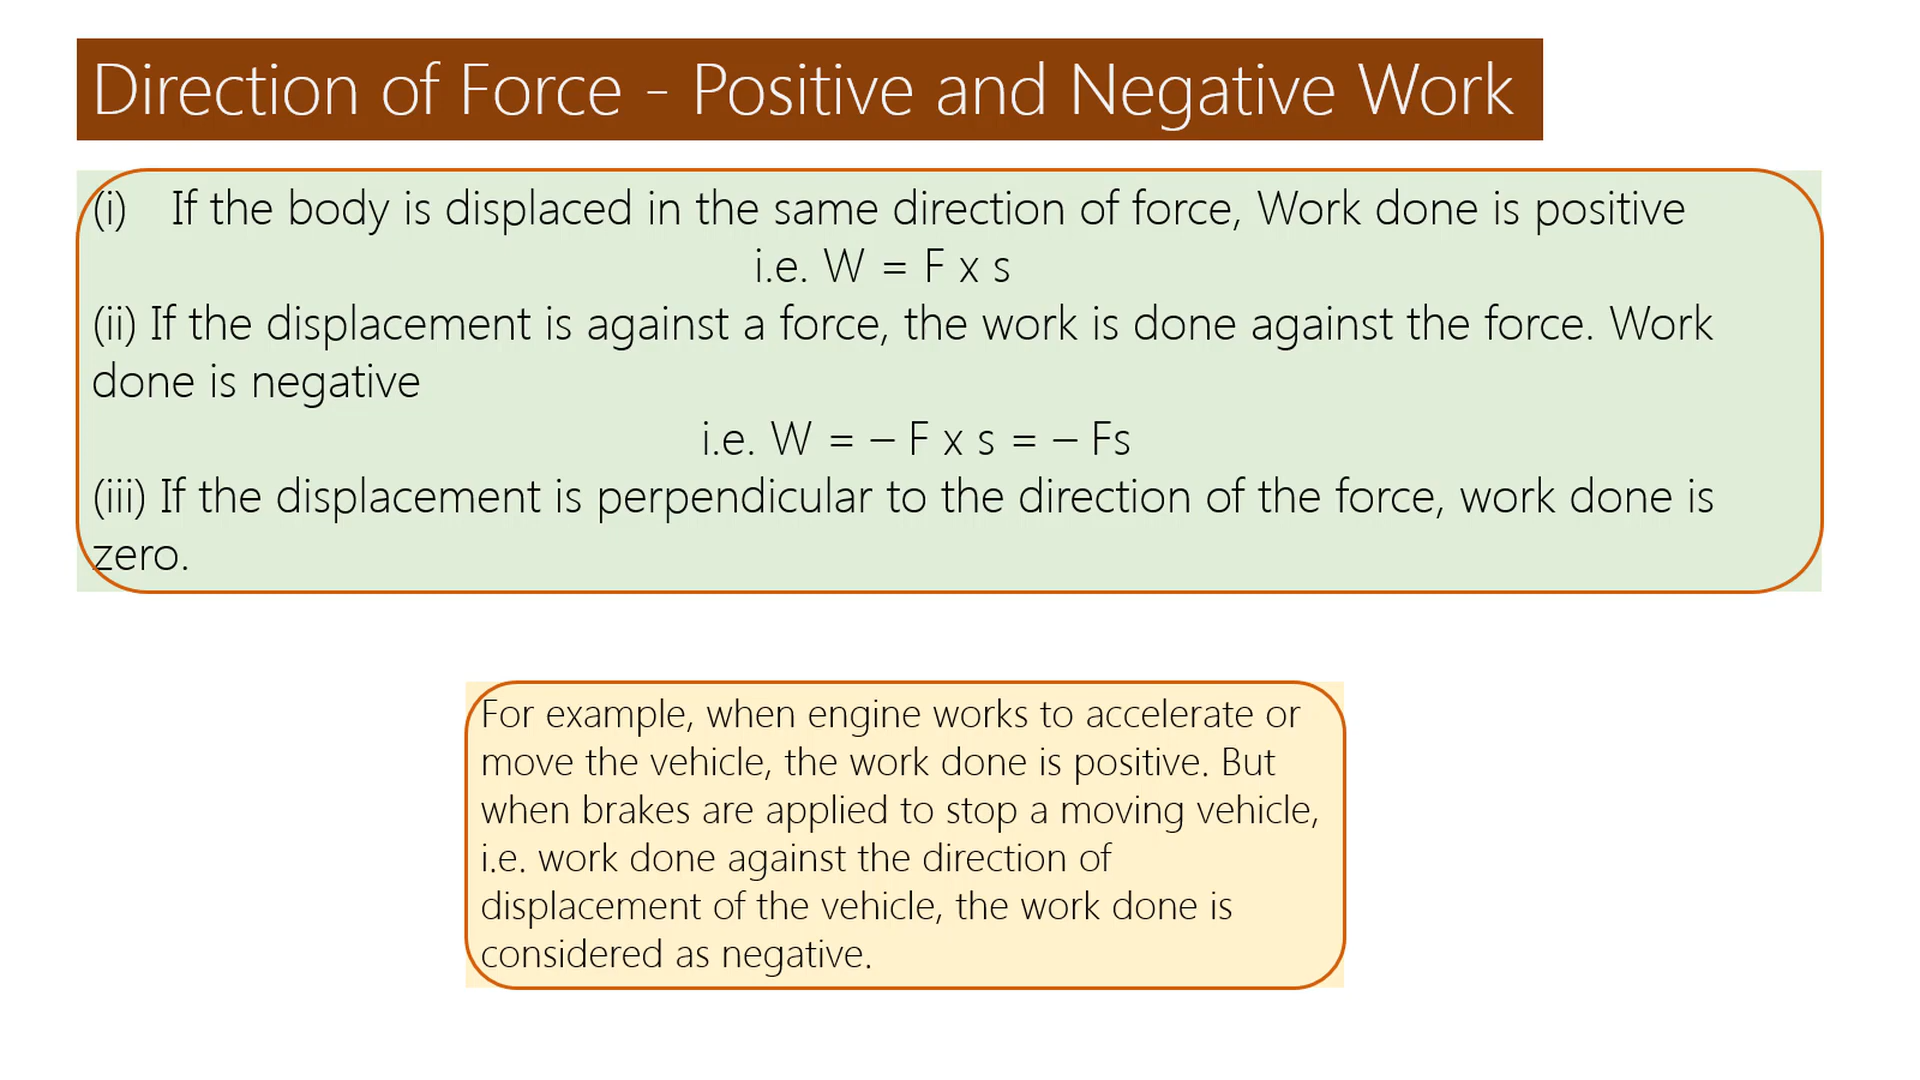 Direction of Force - Positive and Negative Work
(i) If the body is displaced in the same direction of force, Work done is positive
i.e. W = F x s
(ii) If the displacement is against a force, the work is done against the force. Work
done is negative
i.e. W = – F x s = – Fs
(iii) If the displacement is perpendicular to the direction of the force, work done is
zero.
For example, when engine works to accelerate or
move the vehicle, the work done is positive. But
when brakes are applied to stop a moving vehicle,
i.e. work done against the direction of
displacement of the vehicle, the work done is
considered as negative.